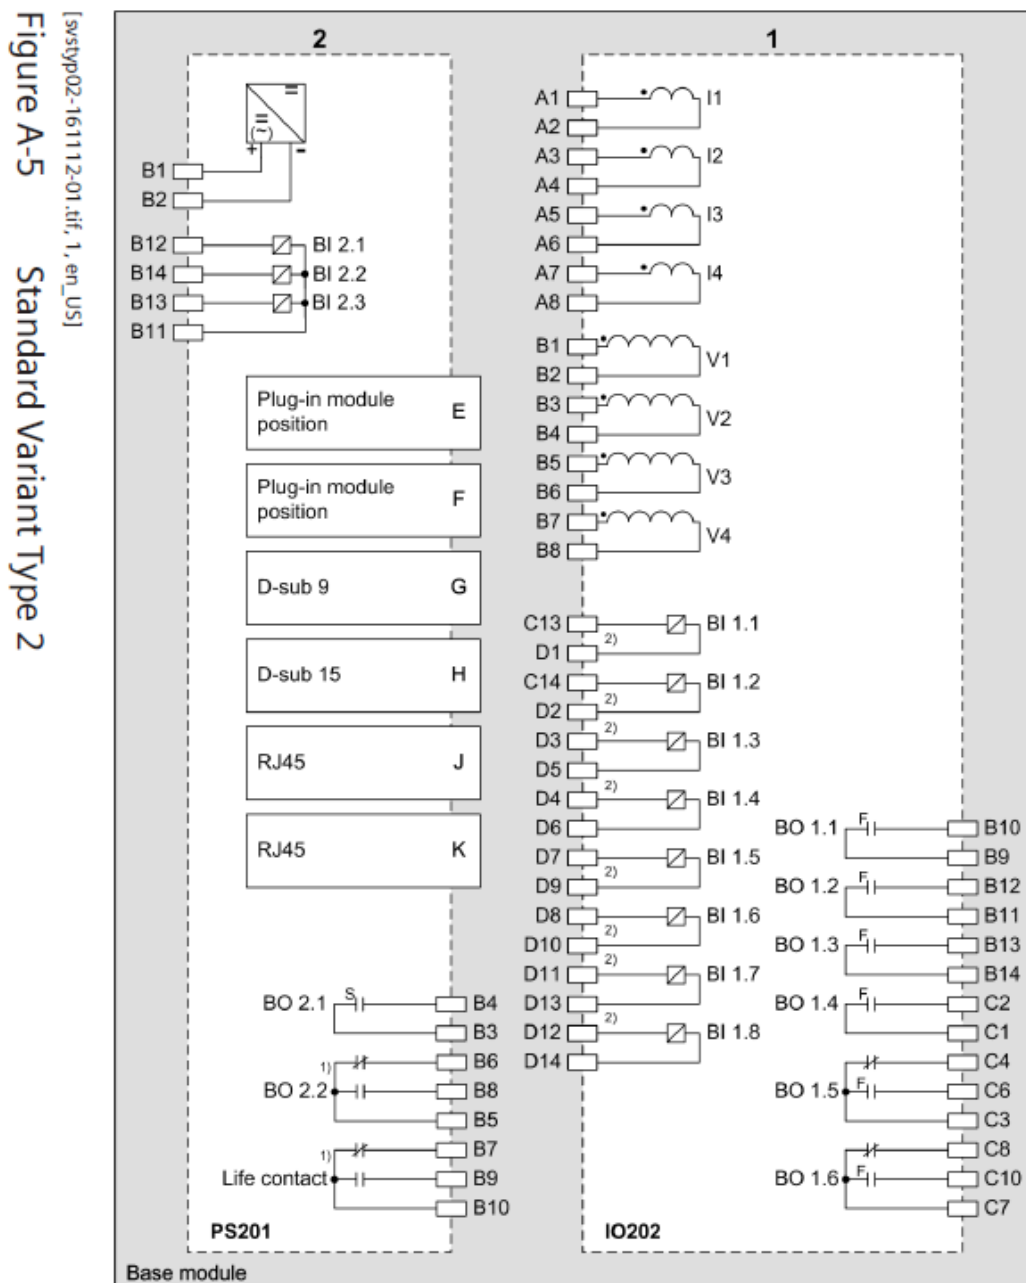 [svstyp02-161112-01.tif, 1, en_US]
Figure A-5 Standard Variant Type 2
2
=
=
(~)
+ -
B1
B2
B12 BI 2.1
B14 BI 2.2
B13 BI 2.3
B11
Plug-in module
position E
Plug-in module
position F
D-sub 9 G
D-sub 15 H
RJ45 J
RJ45 K
BO 2.1 S B4
B3
1) B6
BO 2.2 B8
B5
1) B7
Life contact B9
B10
PS201
1
A1 I1
A2
A3 I2
A4
A5 I3
A6
A7 I4
A8
B1 V1
B2
B3 V2
B4
B5 V3
B6
B7 V4
B8
C13 BI 1.1
2)
D1
C14 BI 1.2
2)
D2
2)
D3 BI 1.3
D5
2)
D4 BI 1.4
D6
D7 BI 1.5
2)
D9
D8 BI 1.6
2)
D10
2)
D11 BI 1.7
D13
2)
D12 BI 1.8
D14
BO 1.1 F B10
B9
BO 1.2 F B12
B11
BO 1.3 F B13
B14
BO 1.4 F C2
C1
C4
BO 1.5 F C6
C3
C8
BO 1.6 F C10
C7
IO202
Base module